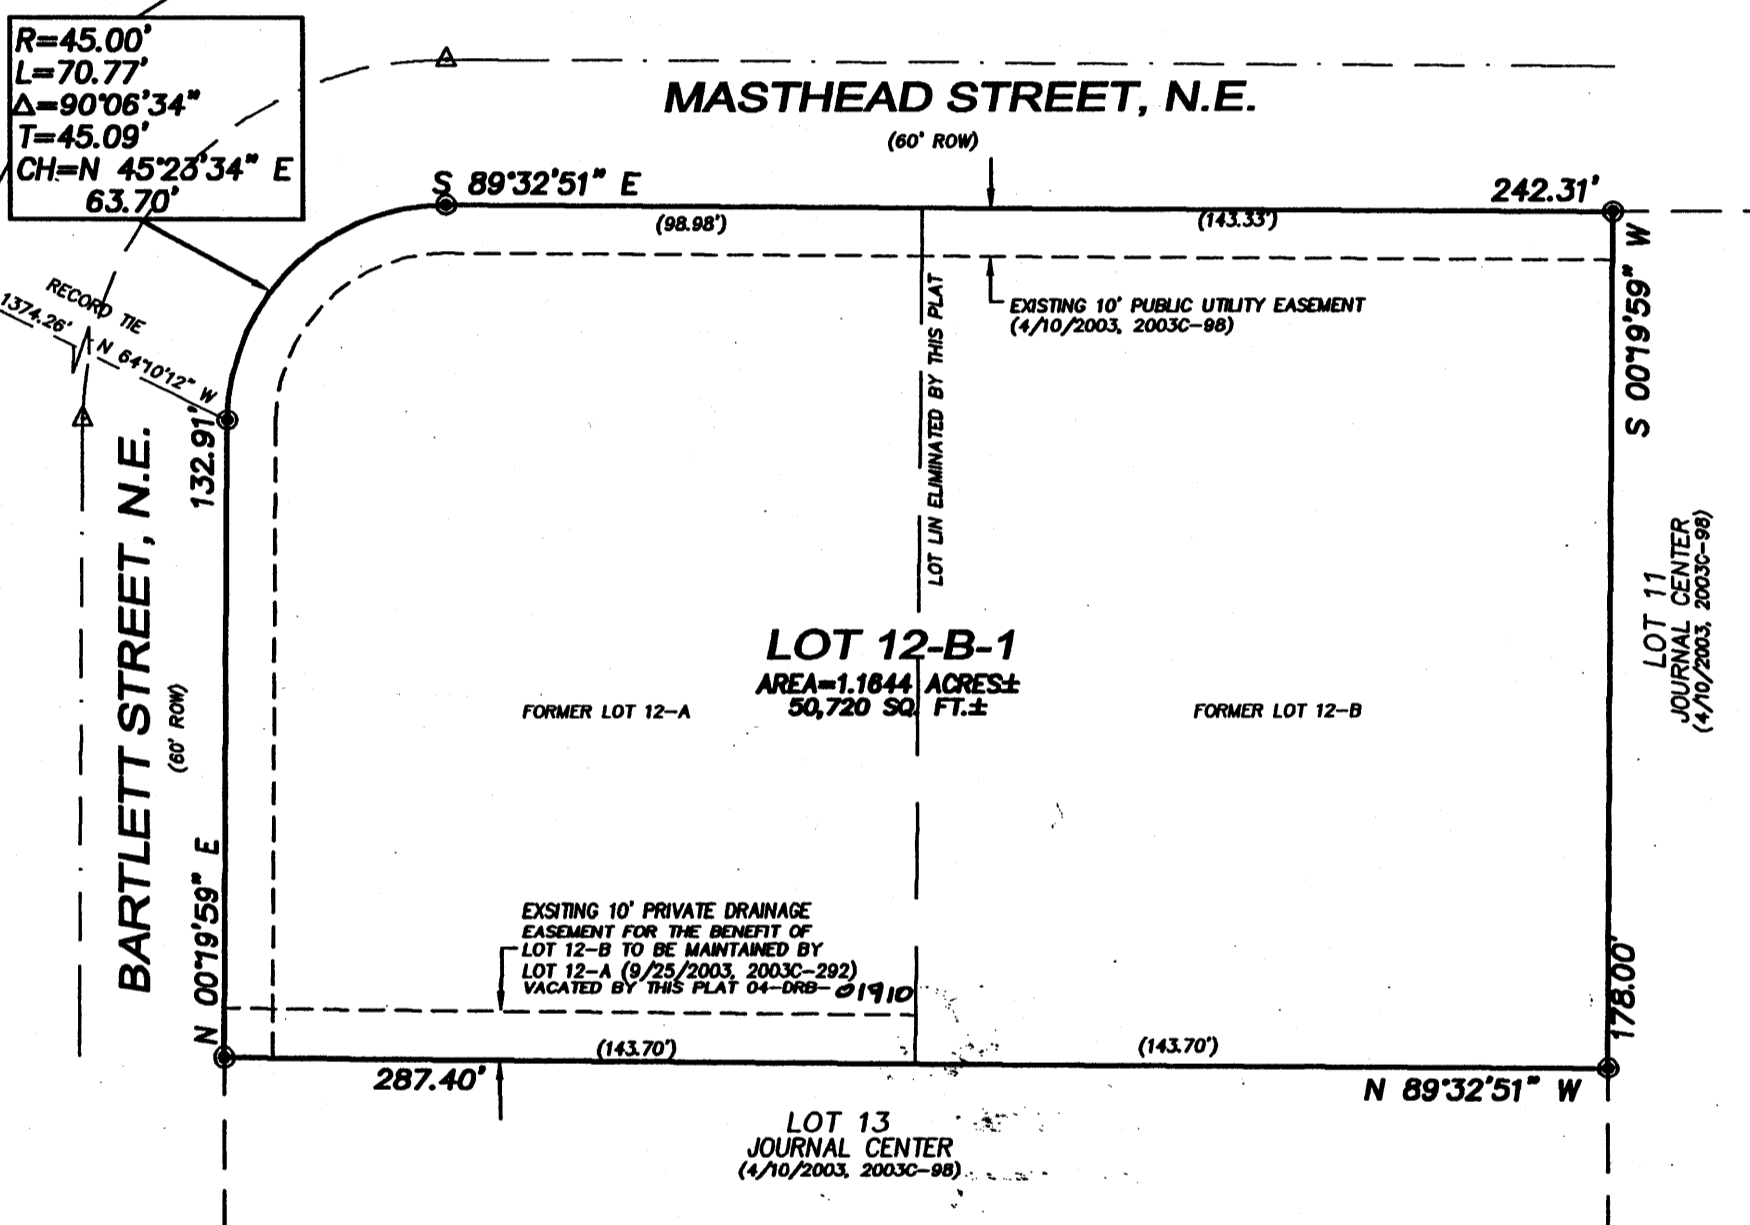 R=45.00'
L=70.77'
Δ=90°06'34"
T=45.09'
CH=N 45°23'34" E
63.70'
MASTHEAD STREET, N.E.
(60' ROW)
S 89°32'51" E
242.31'
(98.98')
(143.33')
RECORD TIE
1374.26'
N 64°10'12" W
EXISTING 10' PUBLIC UTILITY EASEMENT
(4/10/2003, 2003C-98)
LOT LIN ELIMINATED BY THIS PLAT
S 00°19'59" W
178.00'
132.91'
N 00°19'59" E
BARTLETT STREET, N.E.
(60' ROW)
LOT 12-B-1
AREA=1.1644 ACRES±
50,720 SQ. FT.±
FORMER LOT 12-A
FORMER LOT 12-B
LOT 11
JOURNAL CENTER
(4/10/2003, 2003C-98)
EXSITING 10' PRIVATE DRAINAGE
EASEMENT FOR THE BENEFIT OF
LOT 12-B TO BE MAINTAINED BY
LOT 12-A (9/25/2003, 2003C-292)
VACATED BY THIS PLAT 04-DRB-01910
(143.70')
(143.70')
287.40'
N 89°32'51" W
LOT 13
JOURNAL CENTER
(4/10/2003, 2003C-98)